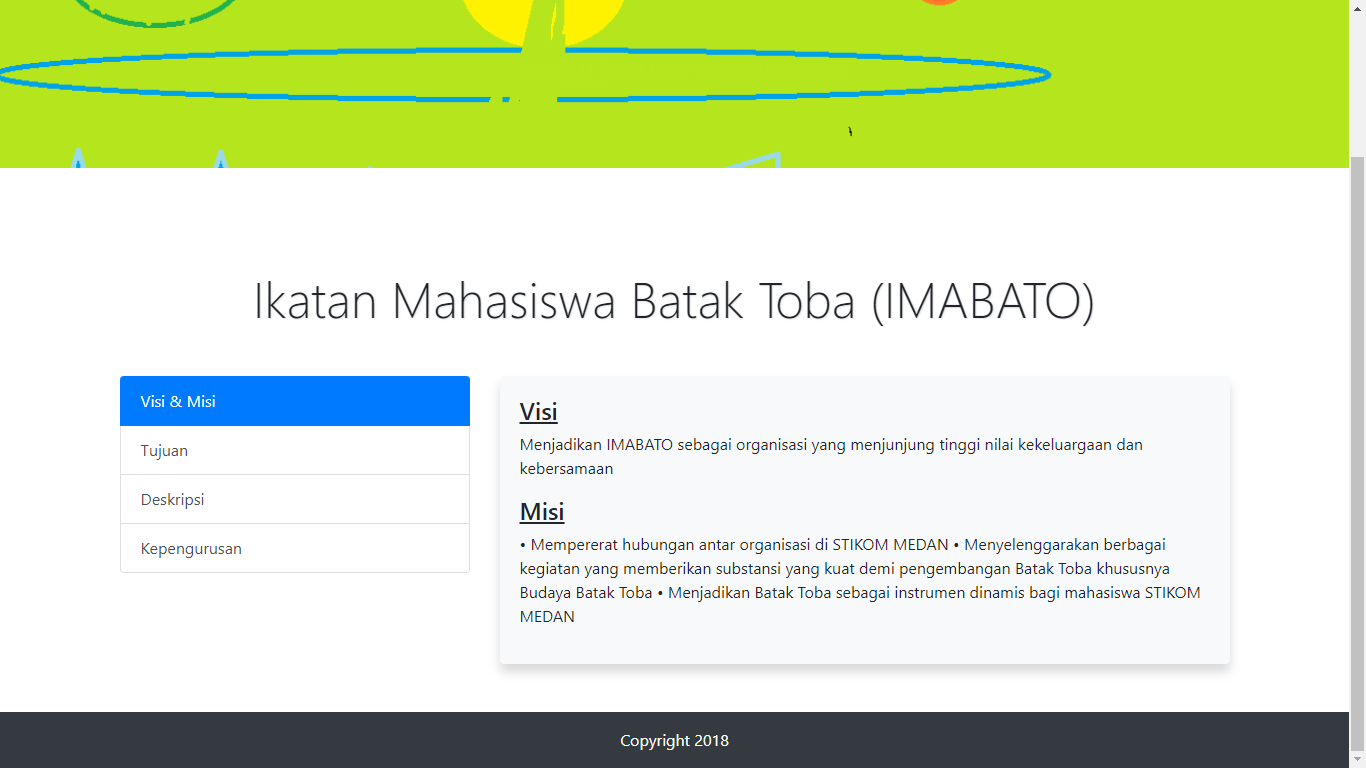 Ikatan Mahasiswa Batak Toba (IMABATO)
Visi & Misi
Tujuan
Deskripsi
Kepengurusan
Visi
Menjadikan IMABATO sebagai organisasi yang menjunjung tinggi nilai kekeluargaan dan
kebersamaan
Misi
• Mempererat hubungan antar organisasi di STIKOM MEDAN • Menyelenggarakan berbagai
kegiatan yang memberikan substansi yang kuat demi pengembangan Batak Toba khususnya
Budaya Batak Toba • Menjadikan Batak Toba sebagai instrumen dinamis bagi mahasiswa STIKOM
MEDAN
Copyright 2018